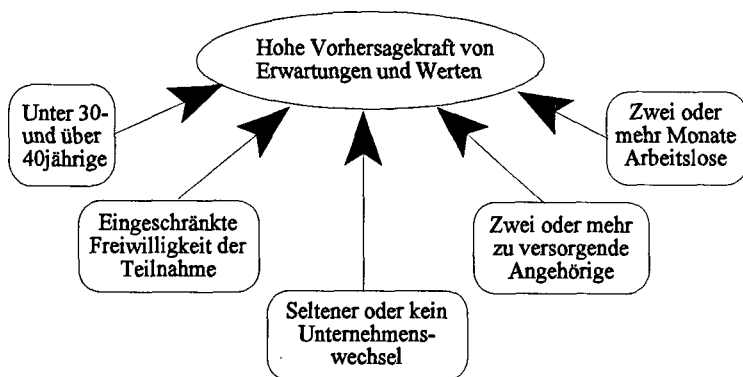 Hohe Vorhersagekraft von
Erwartungen und Werten
Unter 30-
und über
40jährige
Zwei oder
mehr Monate
Arbeitslose
Eingeschränkte
Freiwilligkeit der
Teilnahme
Zwei oder mehr
zu versorgende
Angehörige
Seltener oder kein
Unternehmens-
wechsel